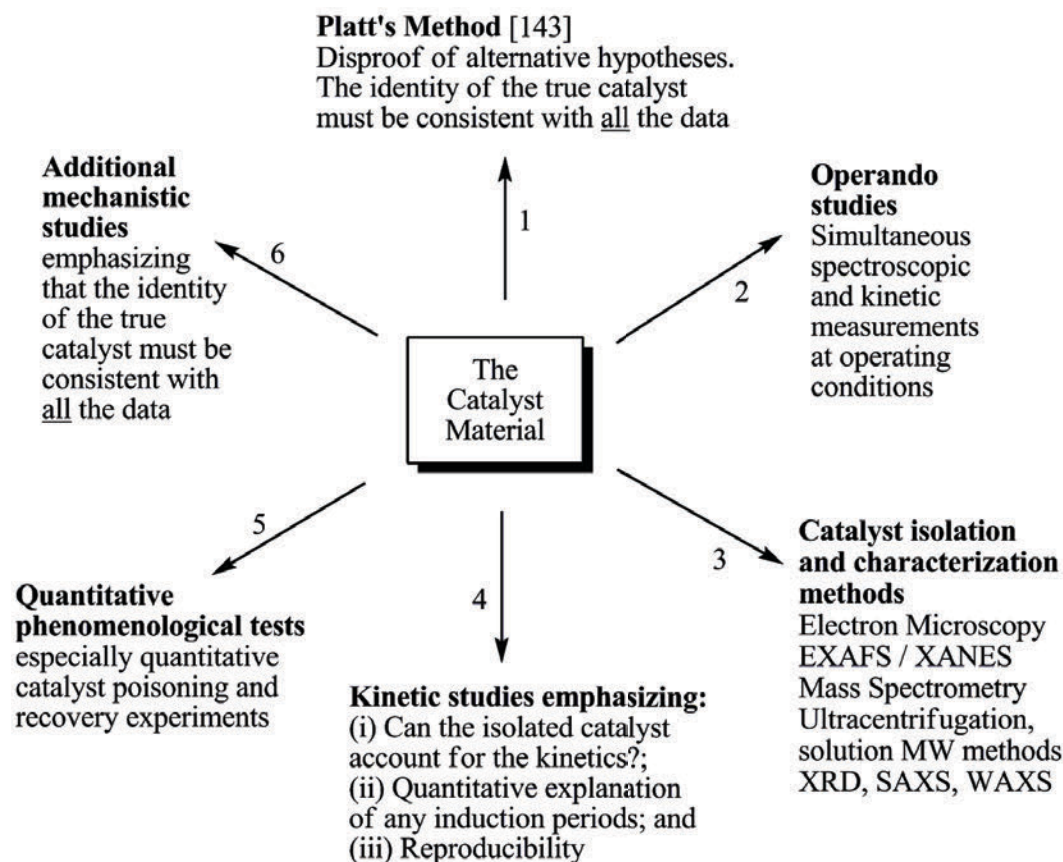 Platt's Method [143]
Disproof of alternative hypotheses.
The identity of the true catalyst
must be consistent with all the data
1
Operando
studies
Simultaneous
spectroscopic
and kinetic
measurements
at operating
conditions
2
Catalyst isolation
and characterization
methods
Electron Microscopy
EXAFS / XANES
Mass Spectrometry
Ultracentrifugation,
solution MW methods
XRD, SAXS, WAXS
3
Kinetic studies emphasizing:
(i) Can the isolated catalyst
account for the kinetics?;
(ii) Quantitative explanation
of any induction periods; and
(iii) Reproducibility
4
Quantitative
phenomenological tests
especially quantitative
catalyst poisoning and
recovery experiments
5
Additional
mechanistic
studies
emphasizing
that the identity
of the true
catalyst must be
consistent with
all the data
6
The
Catalyst
Material